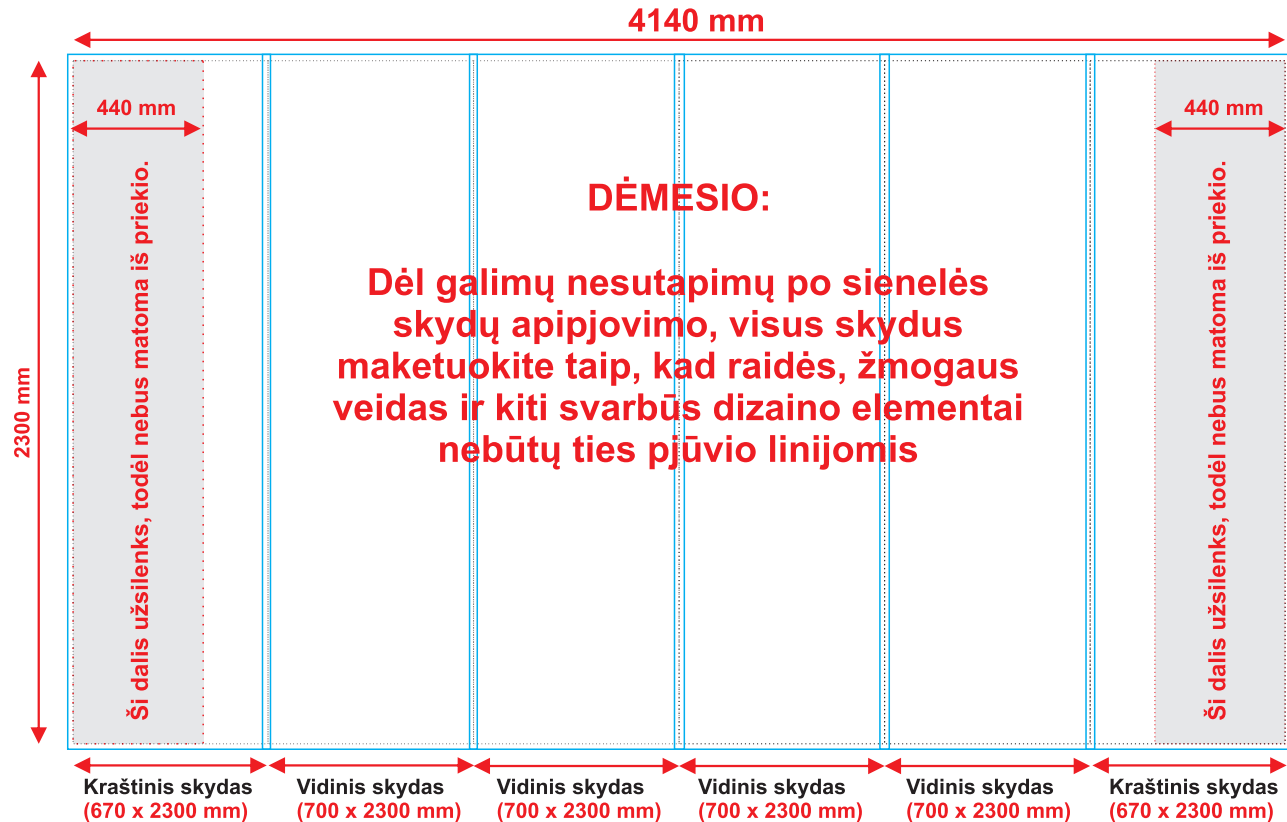 4140 mm
440 mm
440 mm
2300 mm
Ši dalis užsilenks, todėl nebus matoma iš priekio.
DĖMESIO:
Dėl galimų nesutapimų po sienelės
skydų apipjovimo, visus skydus
maketuokite taip, kad raidės, žmogaus
veidas ir kiti svarbūs dizaino elementai
nebūtų ties pjūvio linijomis
Ši dalis užsilenks, todėl nebus matoma iš priekio.
Kraštinis skydas
(670 x 2300 mm)
Vidinis skydas
(700 x 2300 mm)
Vidinis skydas
(700 x 2300 mm)
Vidinis skydas
(700 x 2300 mm)
Vidinis skydas
(700 x 2300 mm)
Kraštinis skydas
(670 x 2300 mm)